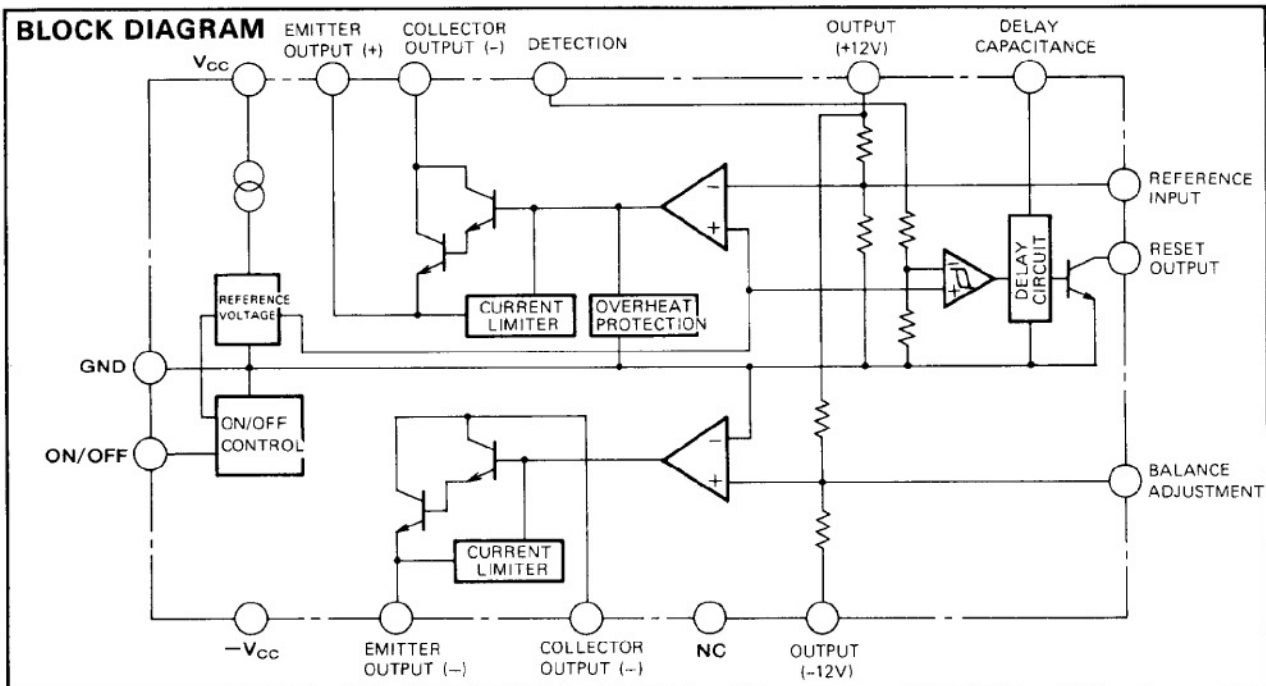 BLOCK DIAGRAM
EMITTER
OUTPUT (+)
COLLECTOR
OUTPUT (-)
DETECTION
OUTPUT
(+12V)
DELAY
CAPACITANCE
VCC
REFERENCE
INPUT
RESET
OUTPUT
-
+
-
+
DELAY
CIRCUIT
REFERENCE
VOLTAGE
CURRENT
LIMITER
OVERHEAT
PROTECTION
GND
ON/OFF
CONTROL
ON/OFF
-
+
BALANCE
ADJUSTMENT
CURRENT
LIMITER
-VCC
EMITTER
OUTPUT (-)
COLLECTOR
OUTPUT (-)
NC
OUTPUT
(-12V)